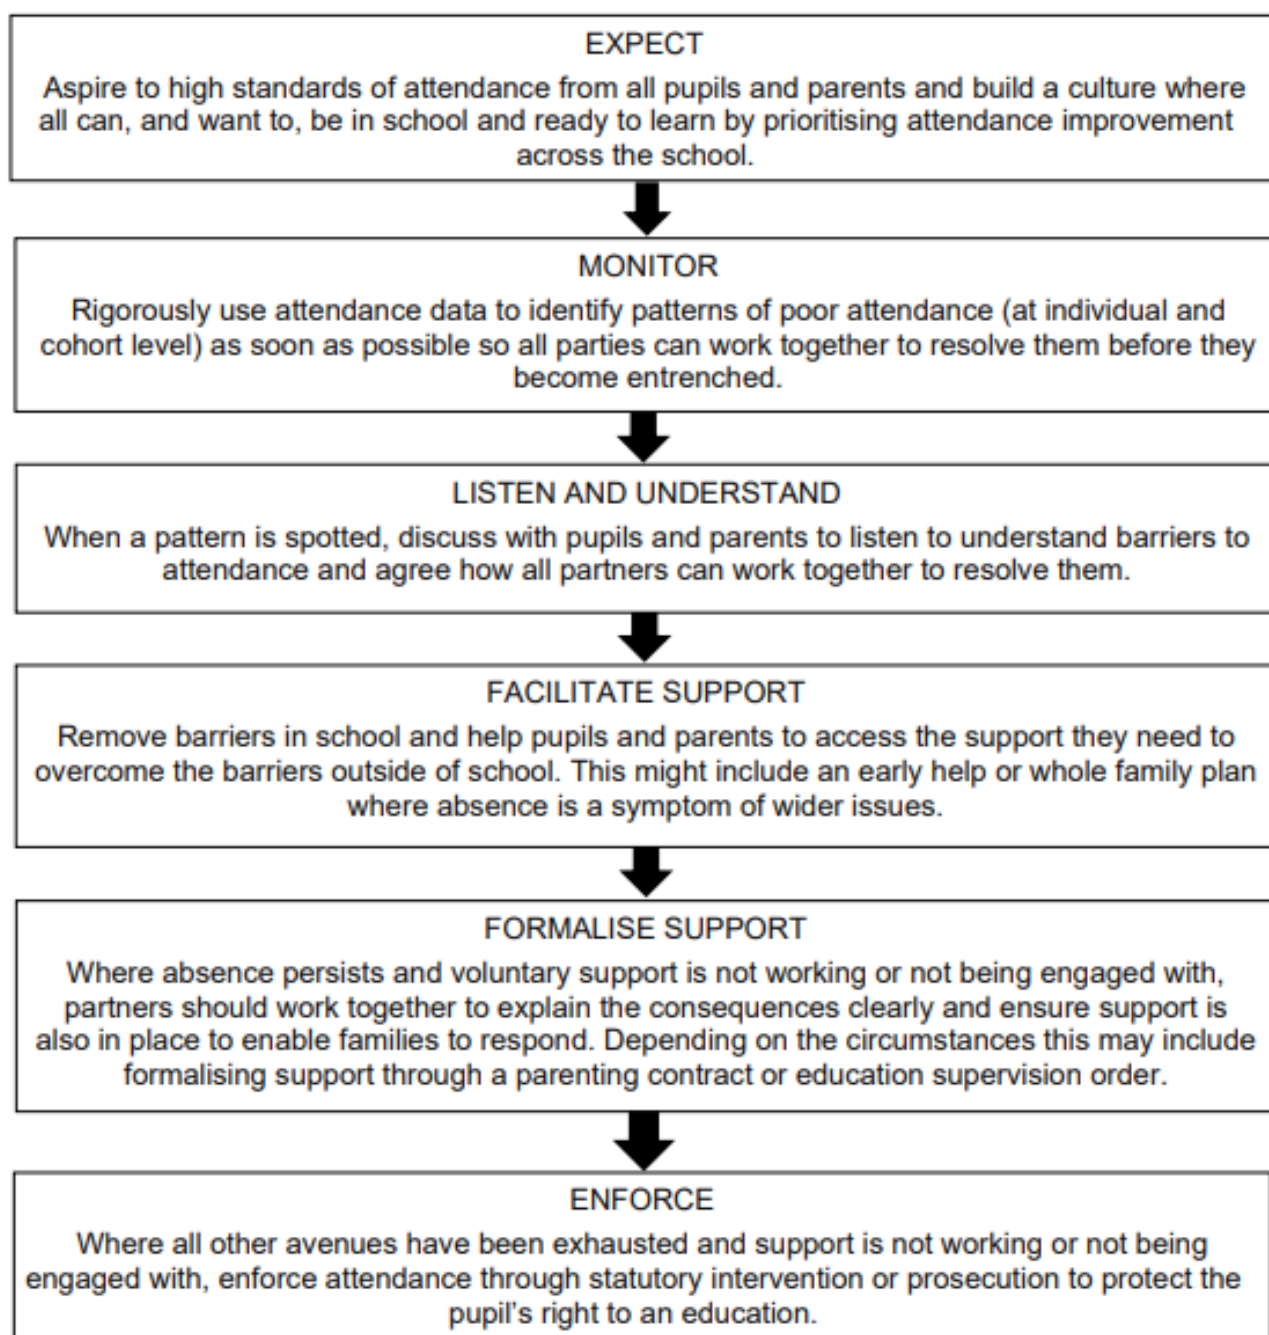 EXPECT
Aspire to high standards of attendance from all pupils and parents and build a culture where
all can, and want to, be in school and ready to learn by prioritising attendance improvement
across the school.
MONITOR
Rigorously use attendance data to identify patterns of poor attendance (at individual and
cohort level) as soon as possible so all parties can work together to resolve them before they
become entrenched.
LISTEN AND UNDERSTAND
When a pattern is spotted, discuss with pupils and parents to listen to understand barriers to
attendance and agree how all partners can work together to resolve them.
FACILITATE SUPPORT
Remove barriers in school and help pupils and parents to access the support they need to
overcome the barriers outside of school. This might include an early help or whole family plan
where absence is a symptom of wider issues.
FORMALISE SUPPORT
Where absence persists and voluntary support is not working or not being engaged with,
partners should work together to explain the consequences clearly and ensure support is
also in place to enable families to respond. Depending on the circumstances this may include
formalising support through a parenting contract or education supervision order.
ENFORCE
Where all other avenues have been exhausted and support is not working or not being
engaged with, enforce attendance through statutory intervention or prosecution to protect the
pupil's right to an education.